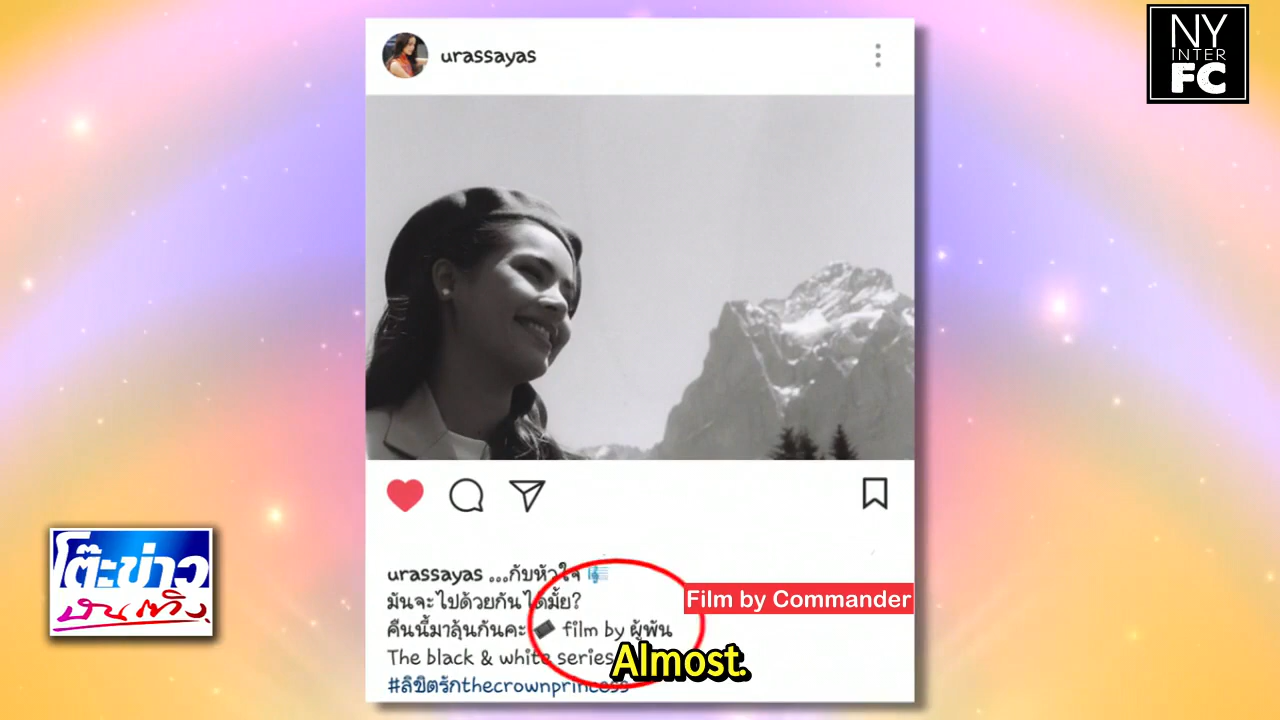 NY
INTER
FC
urassayas
โต๊ะข่าว
บันเทิง
urassayas ...กับหัวใจ 🎼
มันจะไปด้วยกันได้มั้ย?
Film by Commander
คืนนี้มาลุ้นกันคะ 🎞 film by ผู้พัน
The black & white series
Almost.
#ลิขิตรักthecrownprincess